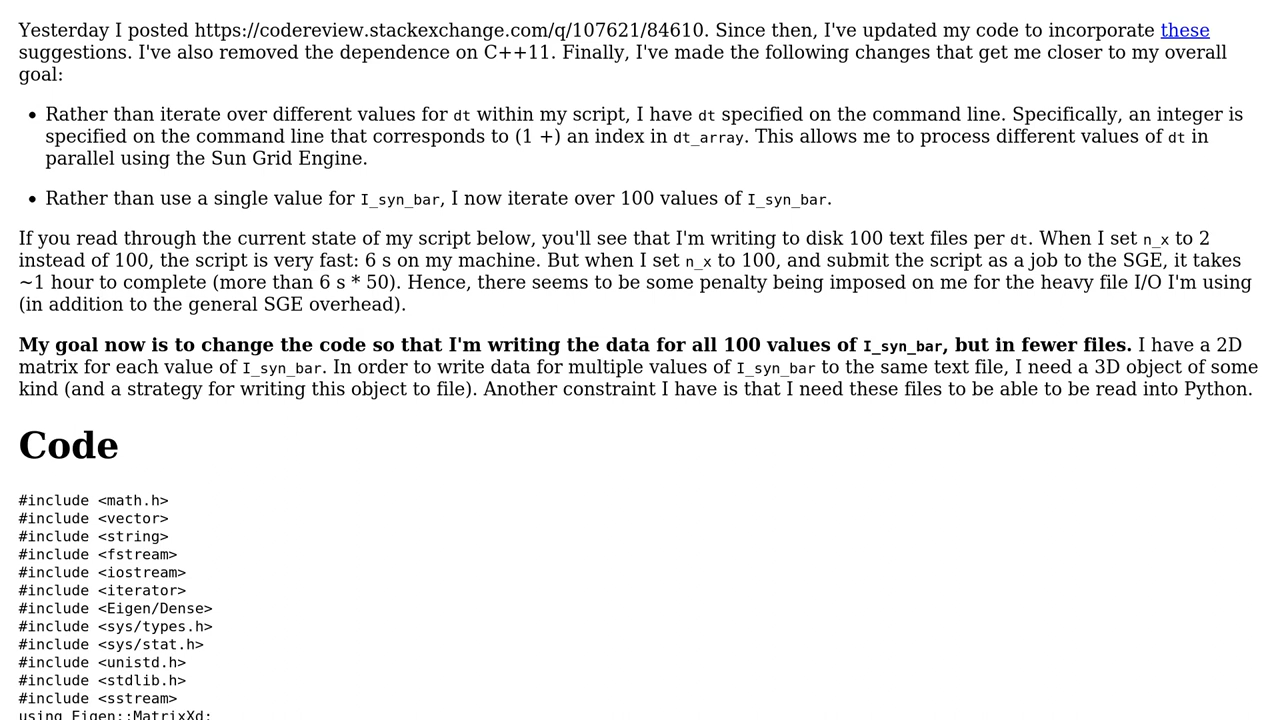 Yesterday I posted https://codereview.stackexchange.com/q/107621/84610. Since then, I've updated my code to incorporate these
suggestions. I've also removed the dependence on C++11. Finally, I've made the following changes that get me closer to my overall
goal:
• Rather than iterate over different values for dt within my script, I have dt specified on the command line. Specifically, an integer is
specified on the command line that corresponds to (1 +) an index in dt_array. This allows me to process different values of dt in
parallel using the Sun Grid Engine.
• Rather than use a single value for I_syn_bar, I now iterate over 100 values of I_syn_bar.
If you read through the current state of my script below, you'll see that I'm writing to disk 100 text files per dt. When I set n_x to 2
instead of 100, the script is very fast: 6 s on my machine. But when I set n_x to 100, and submit the script as a job to the SGE, it takes
~1 hour to complete (more than 6 s * 50). Hence, there seems to be some penalty being imposed on me for the heavy file I/O I'm using
(in addition to the general SGE overhead).
My goal now is to change the code so that I'm writing the data for all 100 values of I_syn_bar, but in fewer files. I have a 2D
matrix for each value of I_syn_bar. In order to write data for multiple values of I_syn_bar to the same text file, I need a 3D object of some
kind (and a strategy for writing this object to file). Another constraint I have is that I need these files to be able to be read into Python.
Code
#include <math.h>
#include <vector>
#include <string>
#include <fstream>
#include <iostream>
#include <iterator>
#include <Eigen/Dense>
#include <sys/types.h>
#include <sys/stat.h>
#include <unistd.h>
#include <stdlib.h>
#include <sstream>
using Eigen::MatrixXd;